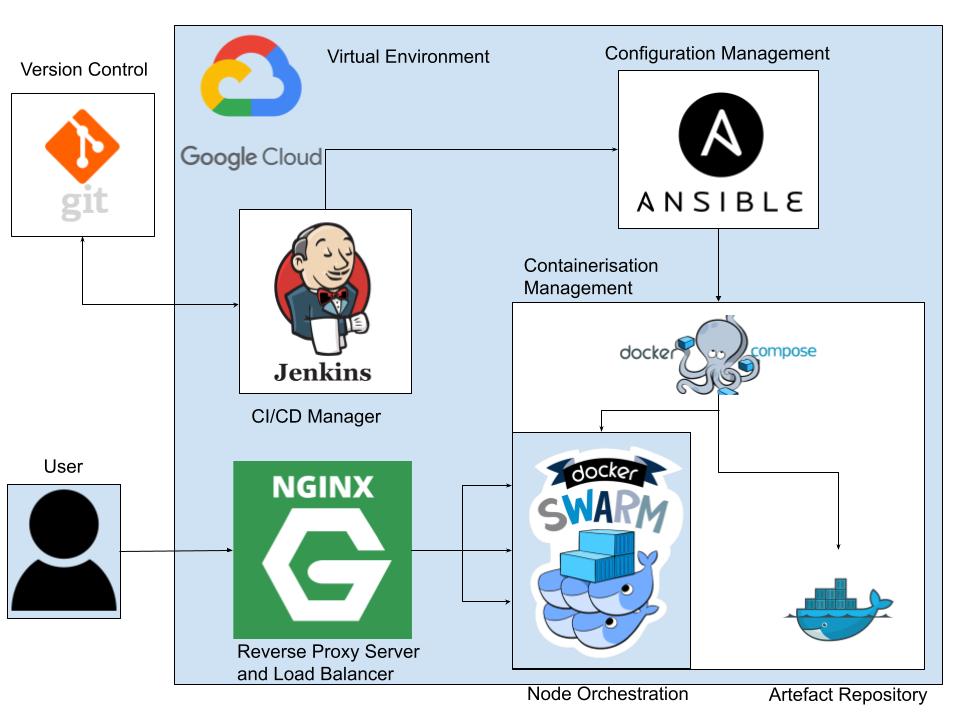 Version Control
git
Virtual Environment
Google Cloud
Configuration Management
ANSIBLE
Jenkins
CI/CD Manager
Containerisation
Management
docker compose
User
NGINX
Reverse Proxy Server
and Load Balancer
docker
SWARM
Node Orchestration
Artefact Repository